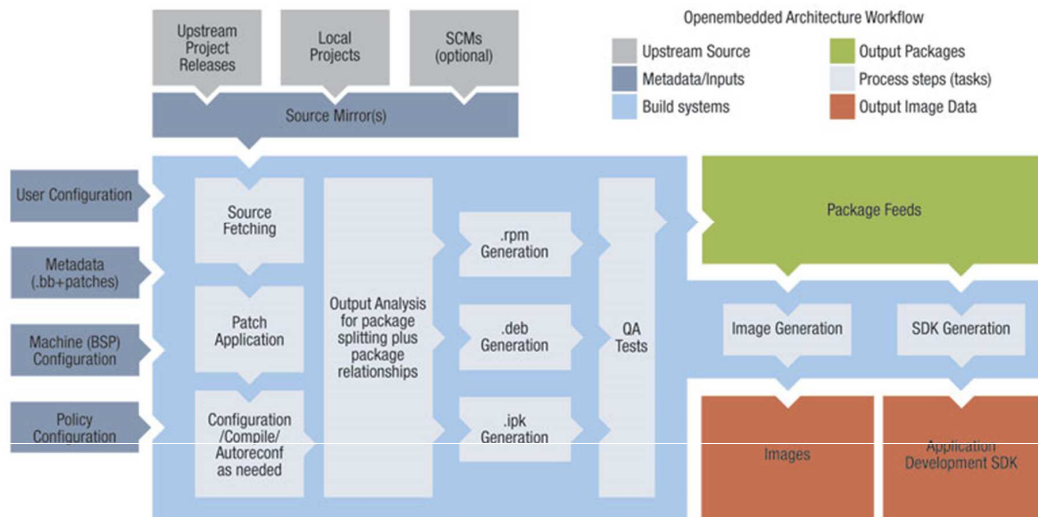 Upstream
Project
Releases
Local
Projects
SCMs
(optional)
Openembedded Architecture Workflow
Upstream Source
Output Packages
Metadata/Inputs
Process steps (tasks)
Build systems
Output Image Data
Source Mirror(s)
User Configuration
Metadata
(.bb+patches)
Machine (BSP)
Configuration
Policy
Configuration
Source
Fetching
Patch
Application
Configuration
/Compile/
Autoreconf
as needed
Output Analysis
for package
splitting plus
package
relationships
.rpm
Generation
.deb
Generation
.ipk
Generation
QA
Tests
Package Feeds
Image Generation
SDK Generation
Images
Application
Development SDK